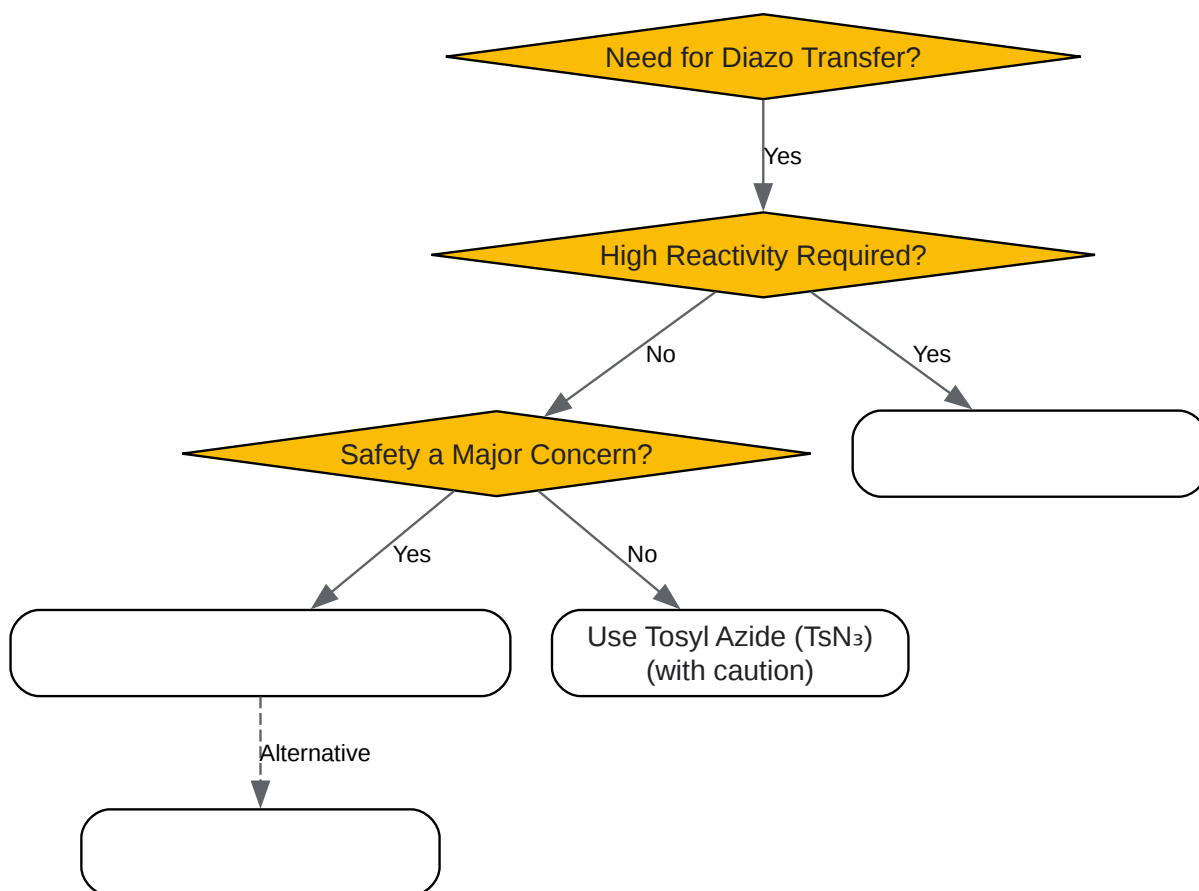 Need for Diazo Transfer?
Yes
High Reactivity Required?
No
Yes
Safety a Major Concern?
Yes
No
Use Tosyl Azide (TsN₃)
(with caution)
Alternative